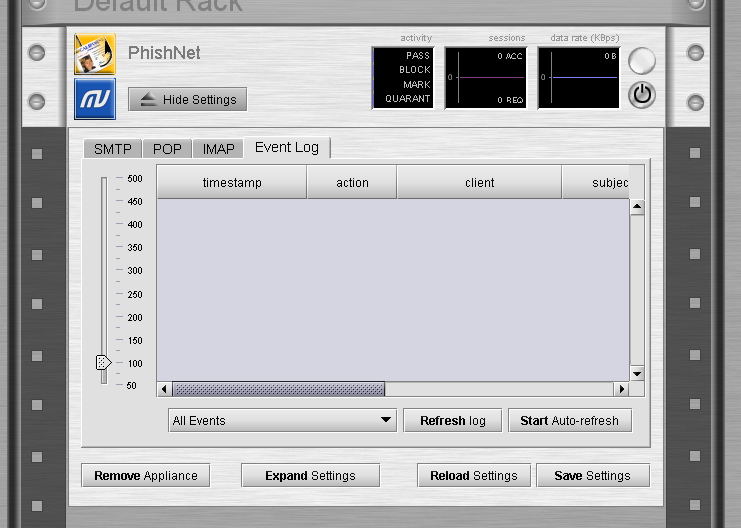 Default Rack
activity
sessions
data rate (KBps)
PhishNet
PASS
BLOCK
MARK
QUARANT
0 ACC
0
0 REQ
0 B
0
Hide Settings
SMTP
POP
IMAP
Event Log
timestamp
action
client
subjec
500
450
400
350
300
250
200
150
100
50
All Events
Refresh log
Start Auto-refresh
Remove Appliance
Expand Settings
Reload Settings
Save Settings